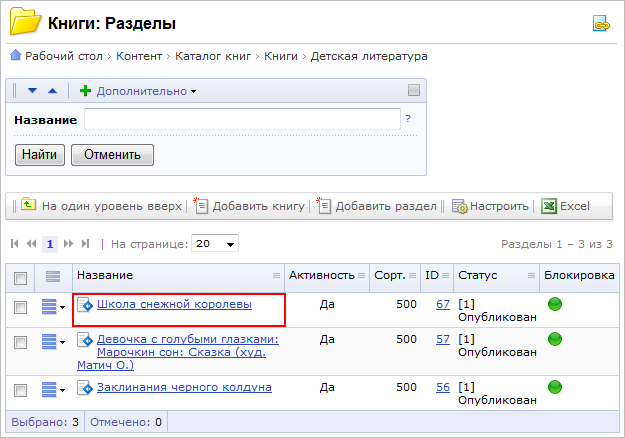 Книги: Разделы
Рабочий стол › Контент › Каталог книг › Книги › Детская литература
Дополнительно
Название ?
Найти Отменить
На один уровень вверх Добавить книгу Добавить раздел Настроить Excel
1 | На странице: 20 Разделы 1 – 3 из 3
Название Активность Сорт. ID Статус Блокировка
Школа снежной королевы Да 500 67 [1]
Опубликован
Девочка с голубыми глазками: Да 500 57 [1]
Марочкин сон: Сказка (худ. Опубликован
Матич О.)
Заклинания черного колдуна Да 500 56 [1]
Опубликован
Выбрано: 3 Отмечено: 0